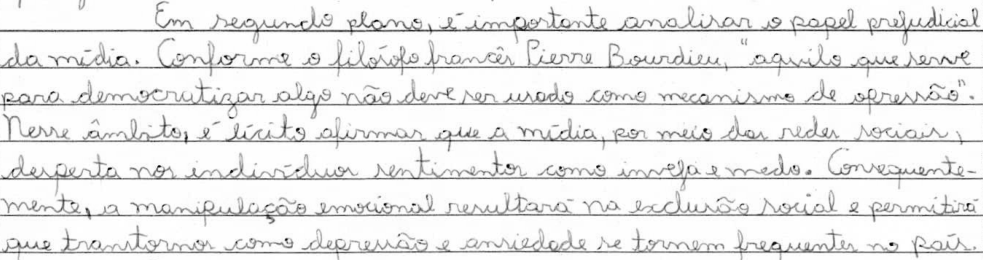 Em segundo plano, é importante analisar o papel prejudicial
da mídia. Conforme o filósofo francês Pierre Bourdieu, "aquilo que serve
para democratizar algo não deve ser usado como mecanismo de opressão".
Nesse âmbito, é lícito afirmar que a mídia, por meio das redes sociais,
desperta nos indivíduos sentimentos como inveja e medo. Consequente-
mente, a manipulação emocional resultará na exclusão social e permitirá
que transtornos como depressão e ansiedade se tornem frequentes no país.